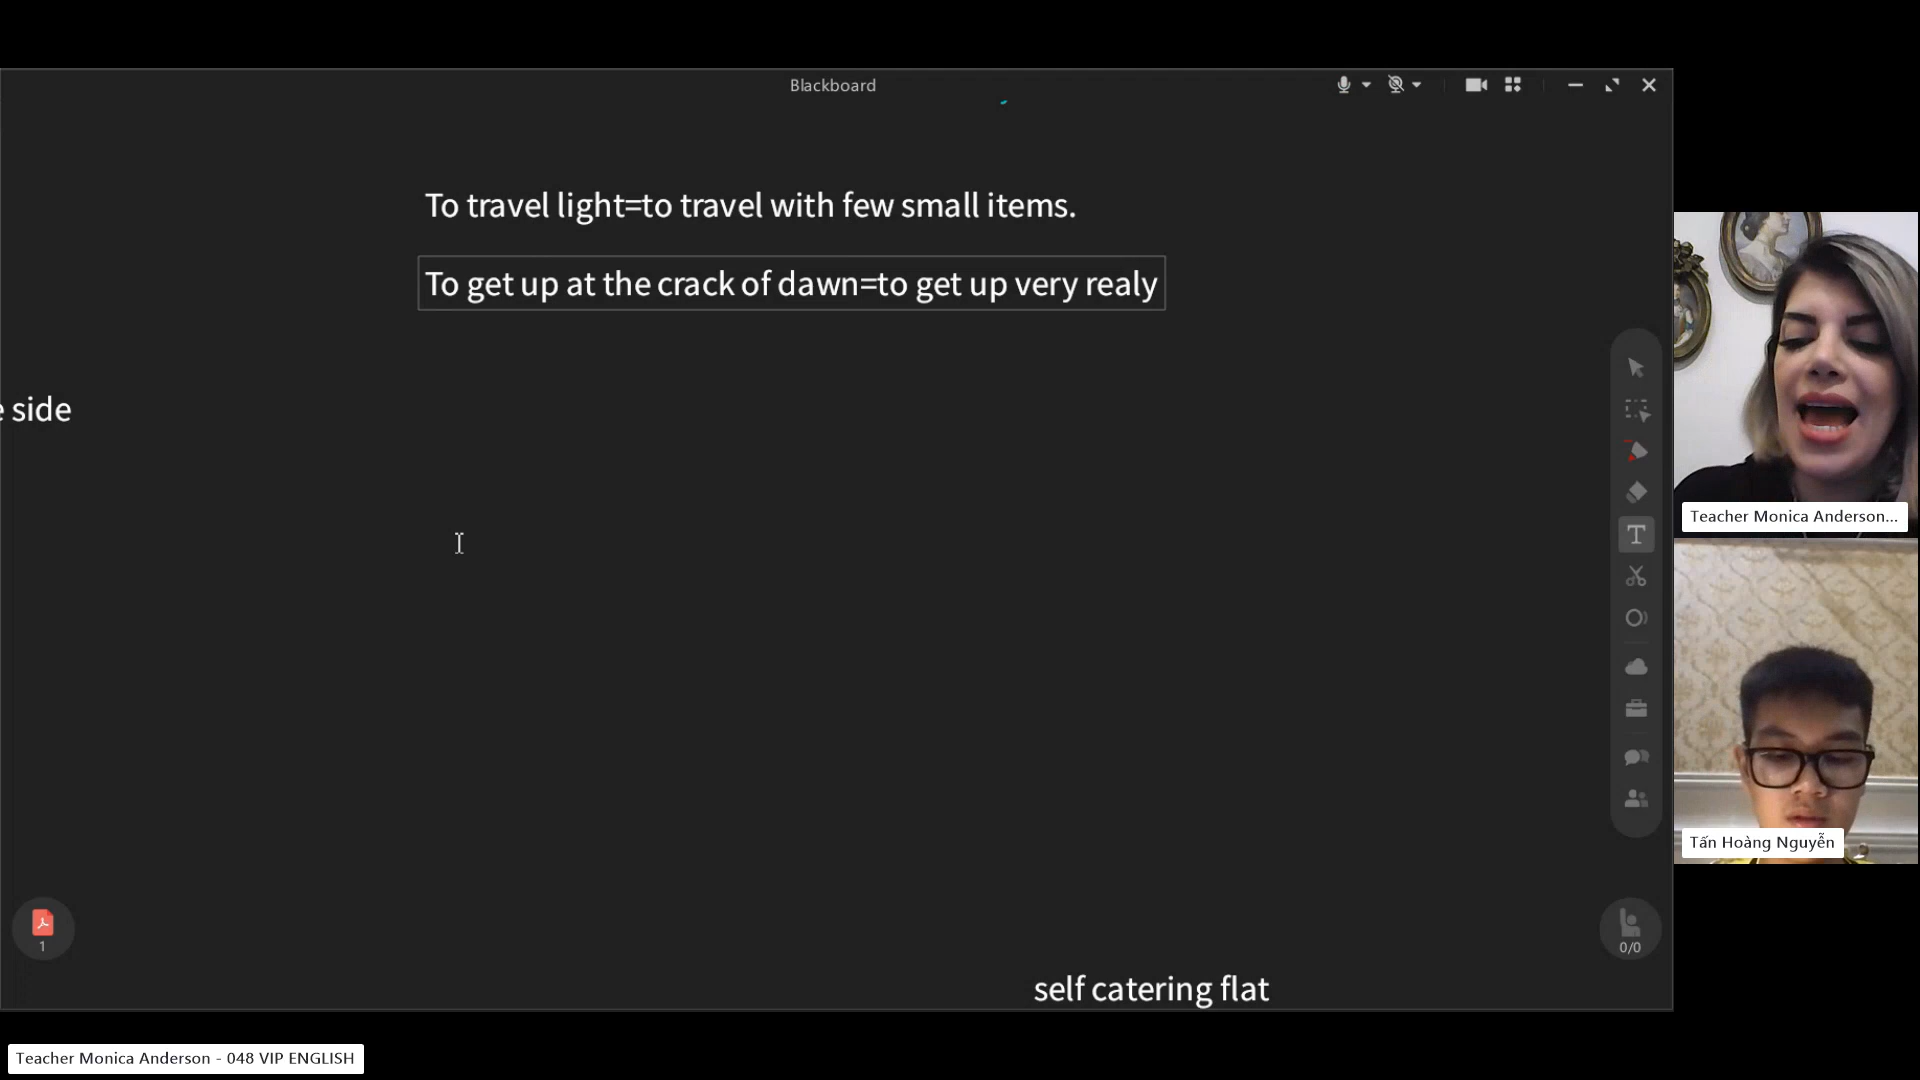 Blackboard
To travel light=to travel with few small items.
To get up at the crack of dawn=to get up very realy
e side
T
Teacher Monica Anderson...
Tấn Hoàng Nguyễn
1
0/0
self catering flat
Teacher Monica Anderson - 048 VIP ENGLISH